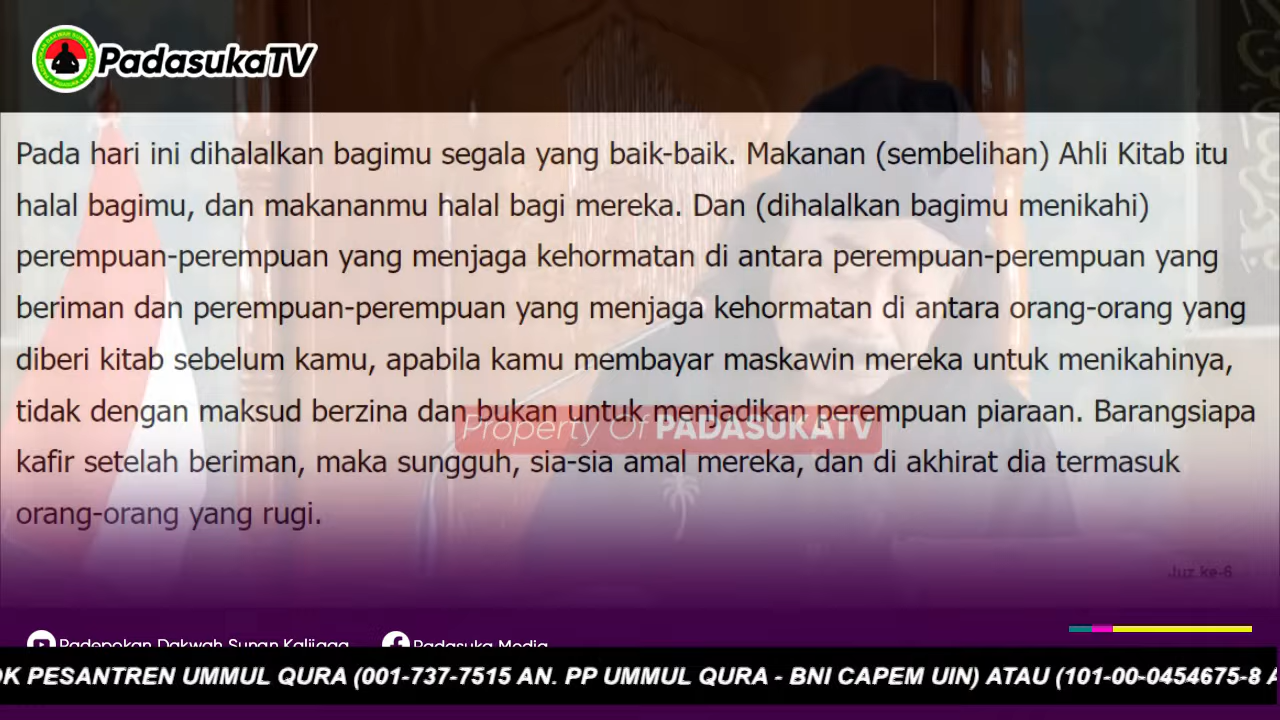 PadasukaTV
Pada hari ini dihalalkan bagimu segala yang baik-baik. Makanan (sembelihan) Ahli Kitab itu
halal bagimu, dan makananmu halal bagi mereka. Dan (dihalalkan bagimu menikahi)
perempuan-perempuan yang menjaga kehormatan di antara perempuan-perempuan yang
beriman dan perempuan-perempuan yang menjaga kehormatan di antara orang-orang yang
diberi kitab sebelum kamu, apabila kamu membayar maskawin mereka untuk menikahinya,
tidak dengan maksud berzina dan bukan untuk menjadikan perempuan piaraan. Barangsiapa
Property Of PADASUKATV
kafir setelah beriman, maka sungguh, sia-sia amal mereka, dan di akhirat dia termasuk
orang-orang yang rugi.
Juz ke-6
Padepokan Dakwah Sunan Kalijaga
Padasuka Media
OK PESANTREN UMMUL QURA (001-737-7515 AN. PP UMMUL QURA - BNI CAPEM UIN) ATAU (101-00-0454675-8 A